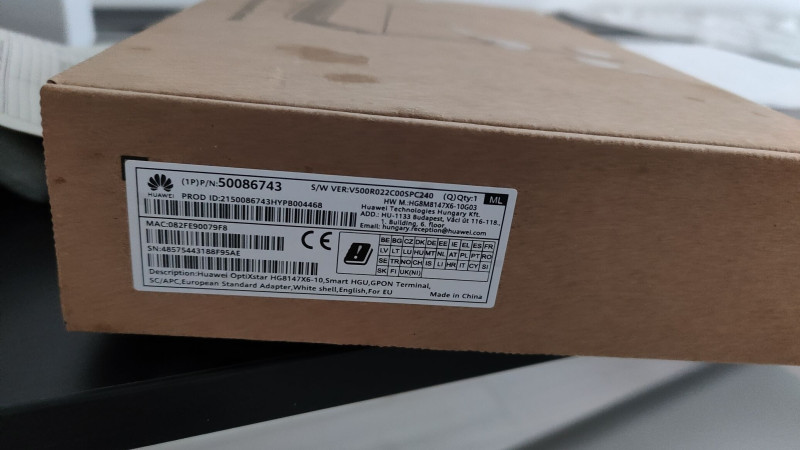 HUAWEI
(1P)P/N:50086743
S/W VER:V500R022C00SPC240
(Q)Qty:1
ML
PROD ID:2150086743HYPB004468
HW M.:HG8M8147X6-10G03
Huawei Technologies Hungary Kft.
ADD.: HU-1133 Budapest, Váci út 116-118.
1. Building, 6. floor.
Email: hungary.reception@huawei.com
MAC:082FE90079F8
SN:485754431B8F95AE
CE
BE BG CZ DK DE EE IE EL ES FR
LV LT LU HU MT NL AT PL PT RO
SE TR NO CH IS LI HR IT CY SI
SK FI UK(NI)
Description:Huawei OptiXstar HG8147X6-10,Smart HGU,GPON Terminal,
SC/APC,European Standard Adapter,White shell,English,For EU
Made in China